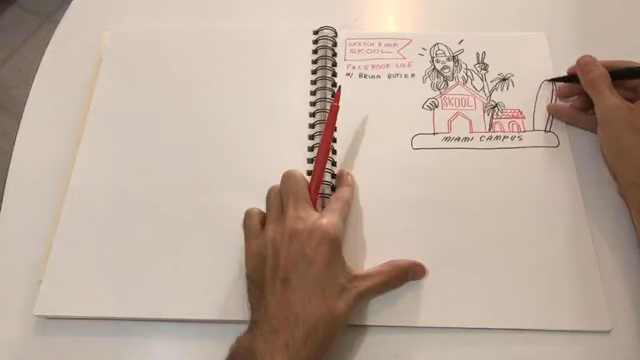 SKETCH BOOK
SKOOL
FACEBOOK LIVE
W/ BRIAN BUTLER
SKOOL
MIAMI CAMPUS